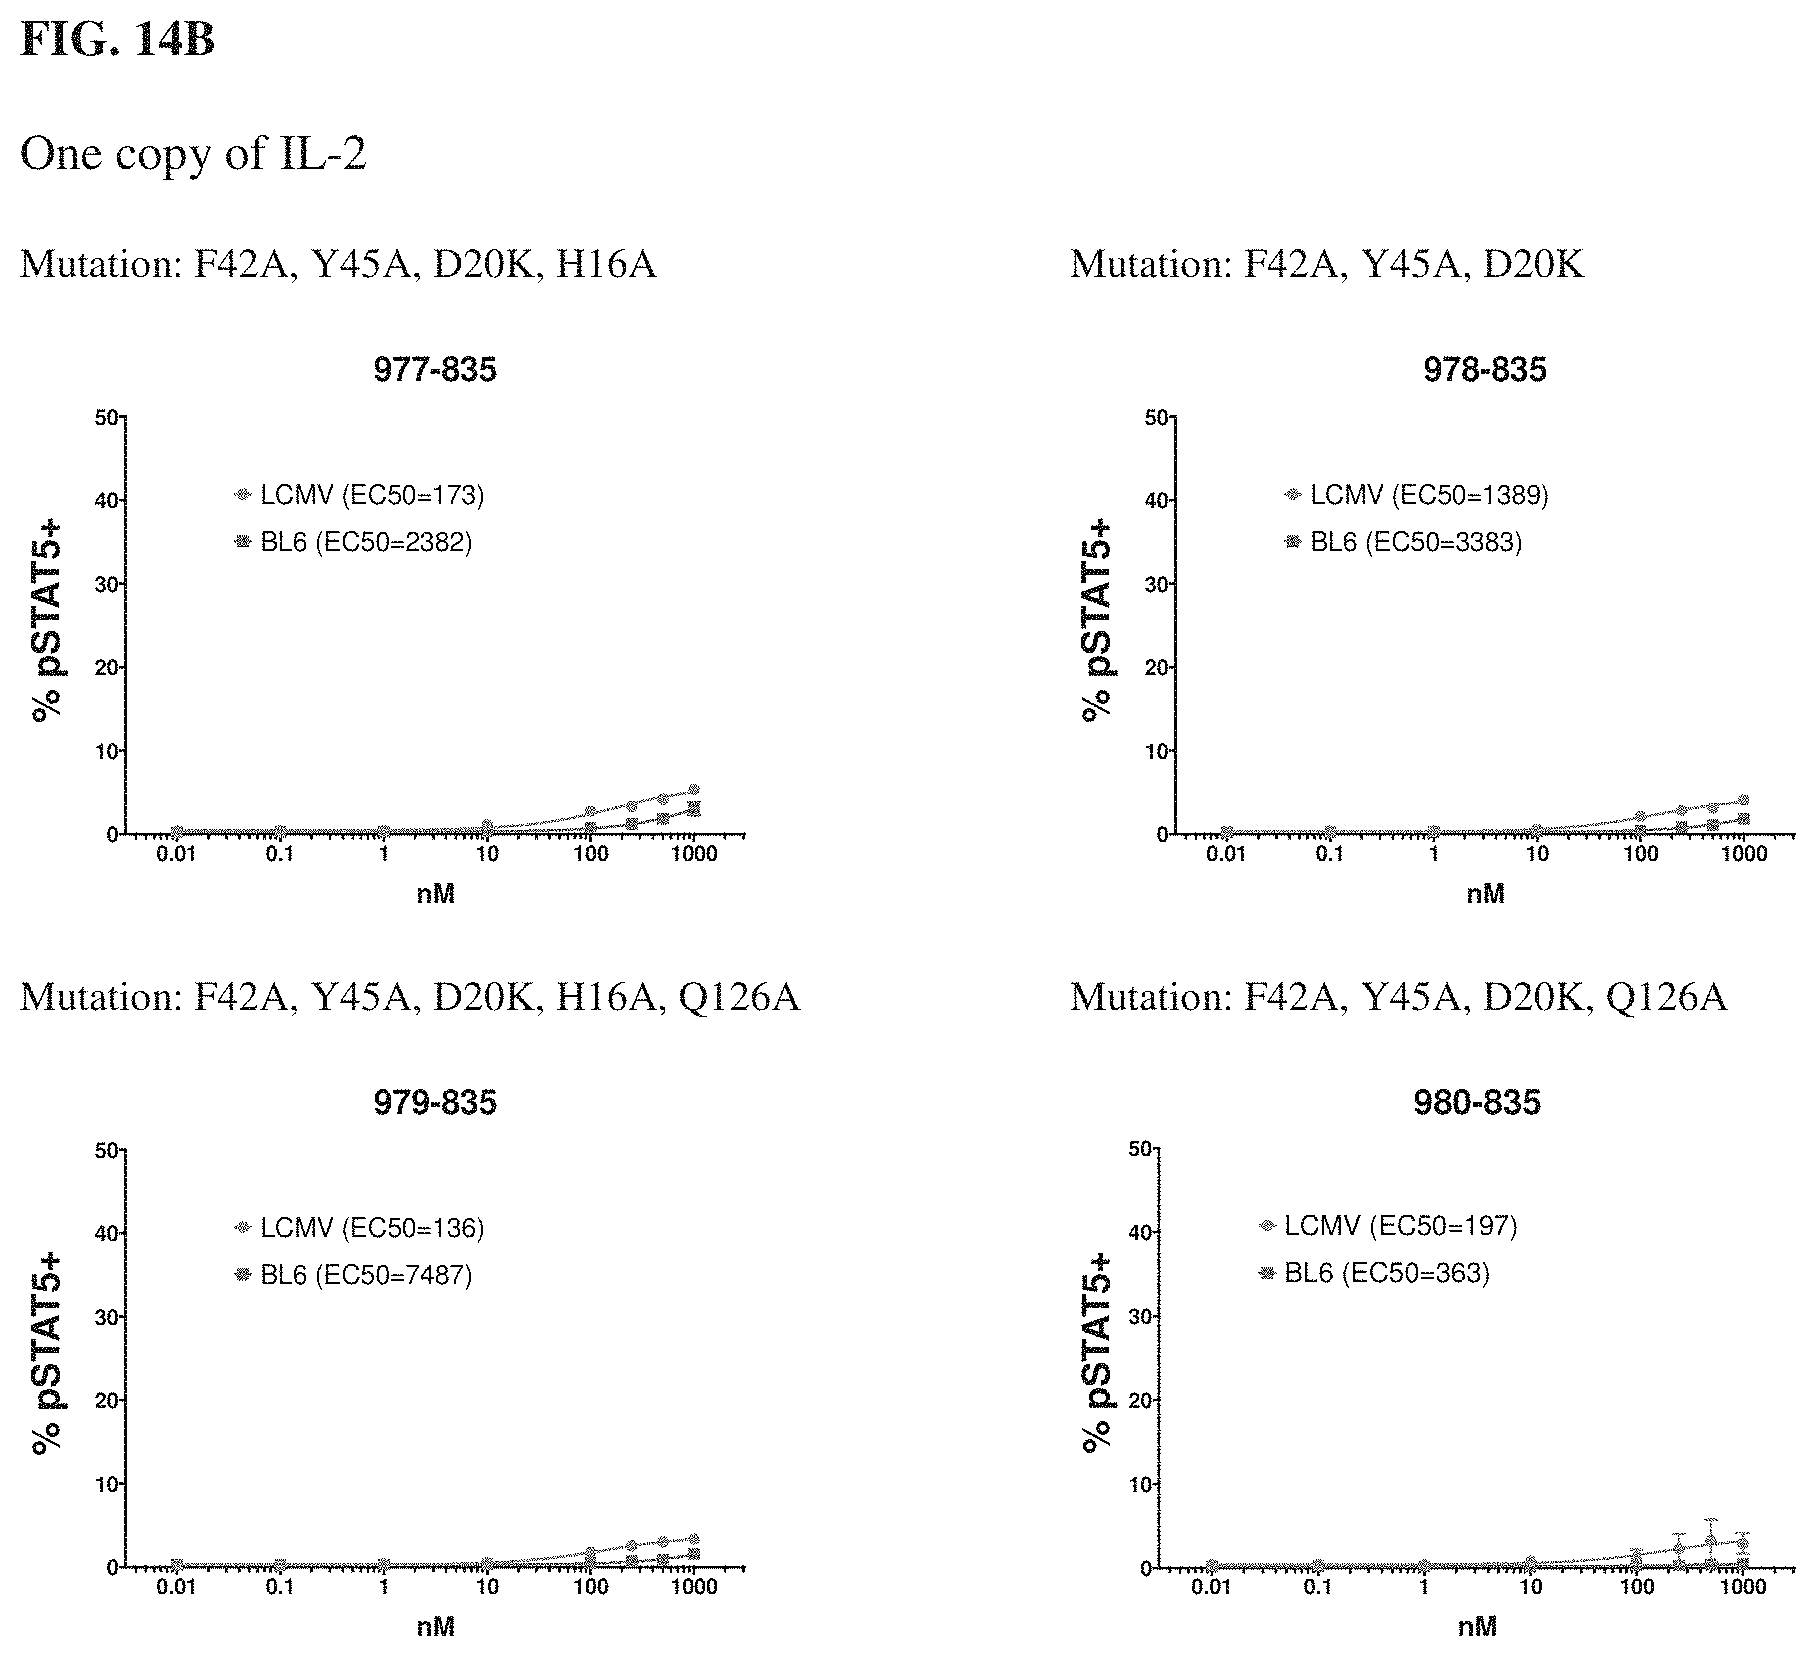 FIG. 14B
One copy of IL-2
Mutation: F42A, Y45A, D20K, H16A
977-835
50
40
30
20
10
0
% pSTAT5+
LCMV (EC50=173)
BL6 (EC50=2382)
0.01 0.1 1 10 100 1000
nM
Mutation: F42A, Y45A, D20K
978-835
50
40
30
20
10
0
% pSTAT5+
LCMV (EC50=1389)
BL6 (EC50=3383)
0.01 0.1 1 10 100 1000
nM
Mutation: F42A, Y45A, D20K, H16A, Q126A
979-835
50
40
30
20
10
0
% pSTAT5+
LCMV (EC50=136)
BL6 (EC50=7487)
0.01 0.1 1 10 100 1000
nM
Mutation: F42A, Y45A, D20K, Q126A
980-835
50
40
30
20
10
0
% pSTAT5+
LCMV (EC50=197)
BL6 (EC50=363)
0.01 0.1 1 10 100 1000
nM